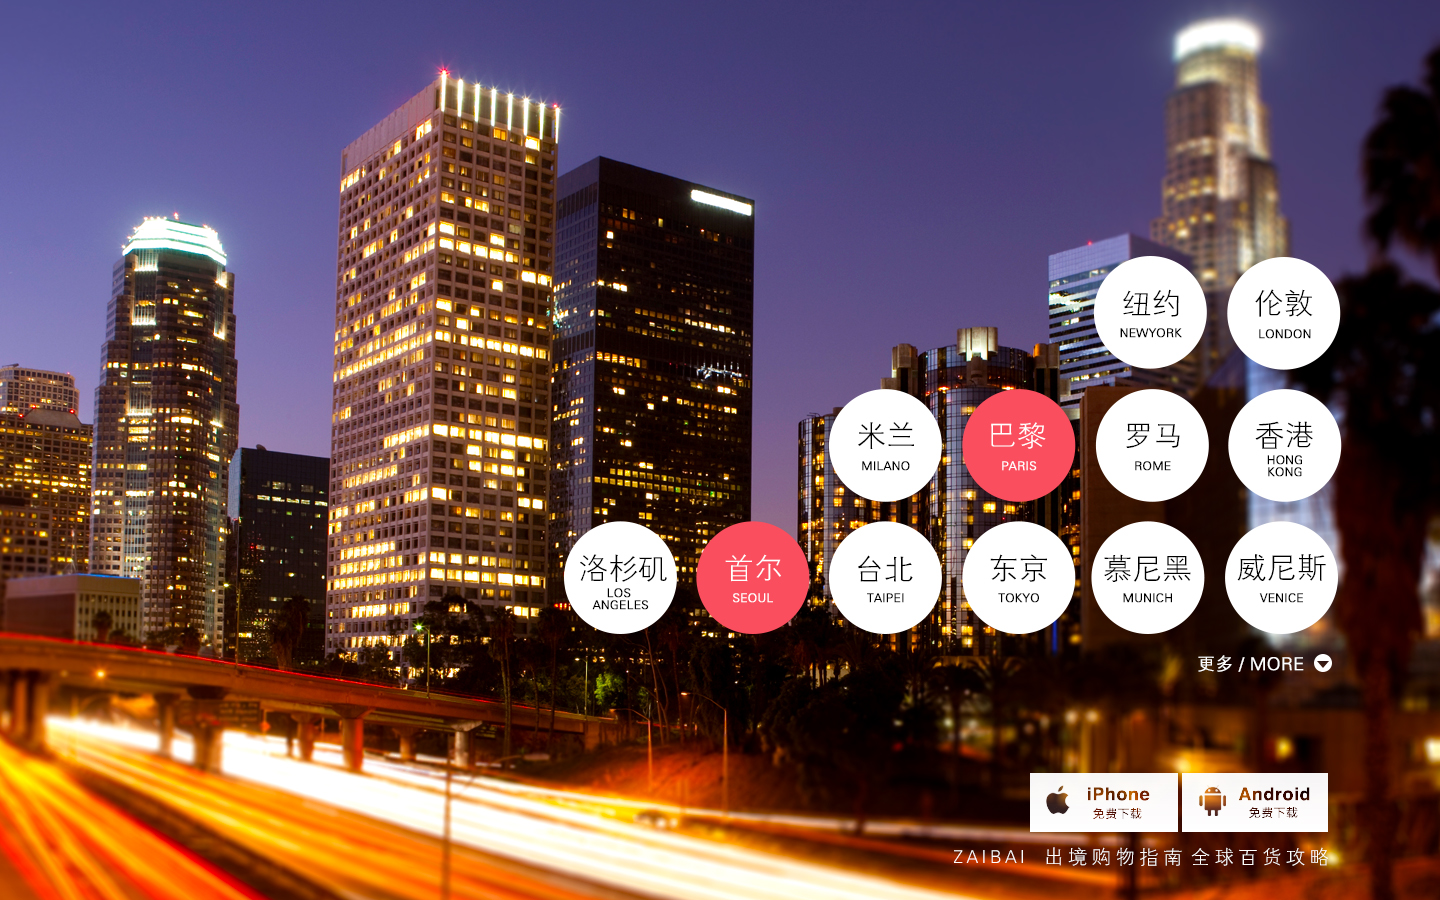 纽约
NEWYORK
伦敦
LONDON
米兰
MILANO
巴黎
PARIS
罗马
ROME
香港
HONG
KONG
洛杉矶
LOS
ANGELES
首尔
SEOUL
台北
TAIPEI
东京
TOKYO
慕尼黑
MUNICH
威尼斯
VENICE
更多 / MORE
iPhone
免费下载
Android
免费下载
ZAIBAI 出境购物指南 全球百货攻略